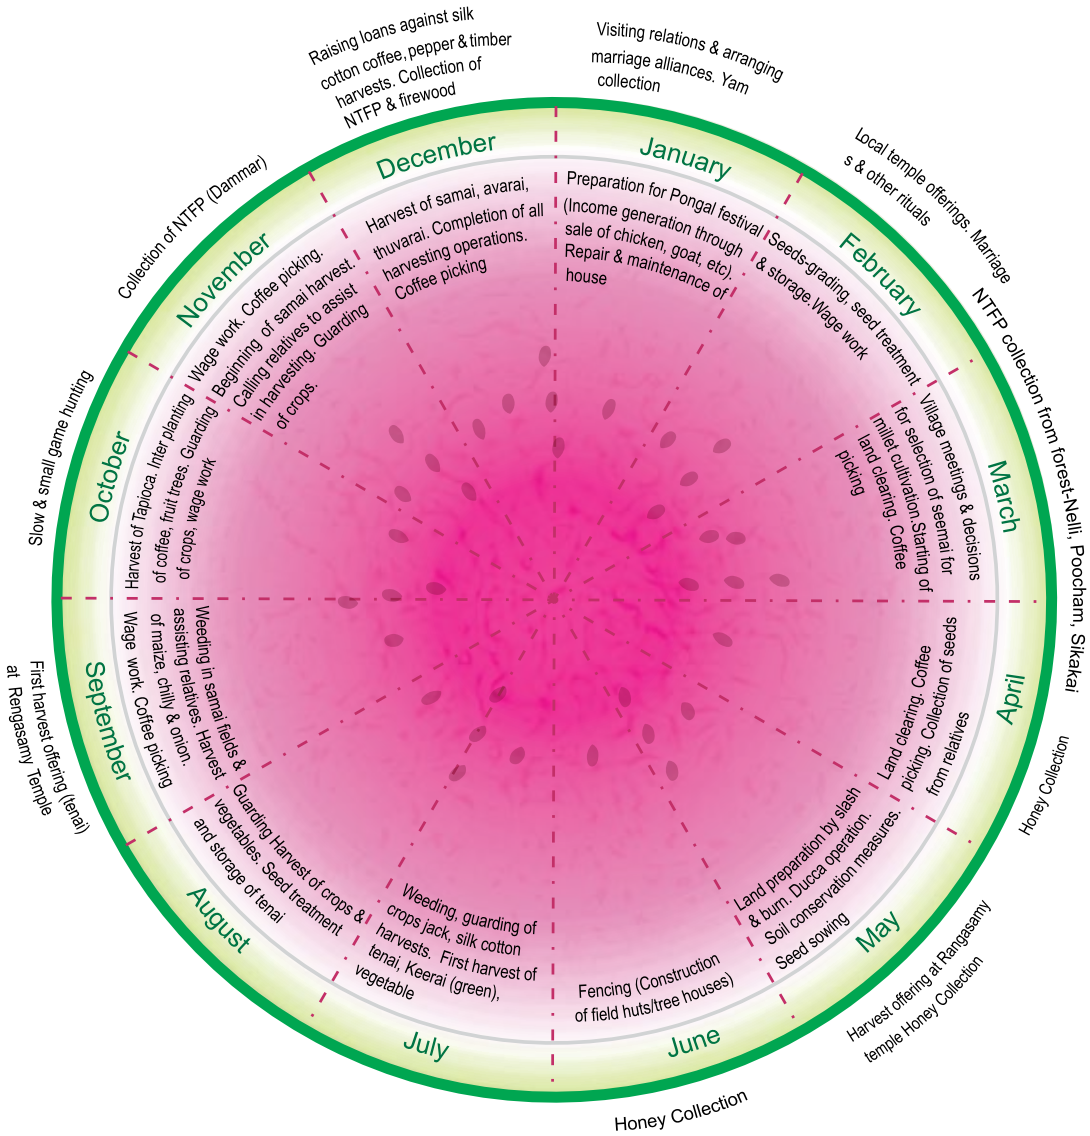 Visiting relations & arranging
marriage alliances. Yam
collection
January
Preparation for Pongal festival
(Income generation through
sale of chicken, goat, etc).
Repair & maintenance of
house
Local temple offerings. Marriage
s & other rituals
February
Seeds-grading, seed treatment
& storage.Wage work
NTFP collection from forest-Nelli, Poocham, Sikakai
March
Village meetings & decisions
for selection of seemai for
millet cultivation.Starting of
land clearing. Coffee
picking
April
Land clearing. Coffee
picking. Collection of seeds
from relatives
Honey Collection
May
Land preparation by slash
& burn. Ducca operation.
Soil conservation measures.
Seed sowing
Harvest offering at Rangasamy
temple Honey Collection
June
Fencing (Construction
of field huts/tree houses)
Honey Collection
July
Weeding, guarding of
crops jack, silk cotton
harvests. First harvest of
tenai, Keerai (green),
vegetable
August
Guarding Harvest of crops &
vegetables. Seed treatment
and storage of tenai
September
Weeding in samai fields &
assisting relatives. Harvest
of maize, chilly & onion.
Wage work. Coffee picking
First harvest offering (tenai)
at Rengasamy Temple
October
Harvest of Tapioca. Inter planting
of coffee, fruit trees. Guarding
of crops, wage work
Slow & small game hunting
November
Wage work. Coffee picking.
Begining of samai harvest.
Calling relatives to assist
in harvesting. Guarding
of crops.
Collection of NTFP (Dammar)
December
Harvest of samai, avarai,
thuvarai. Completion of all
harvesting operations.
Coffee picking
Raising loans against silk
cotton coffee, pepper & timber
harvests. Collection of
NTFP & firewood